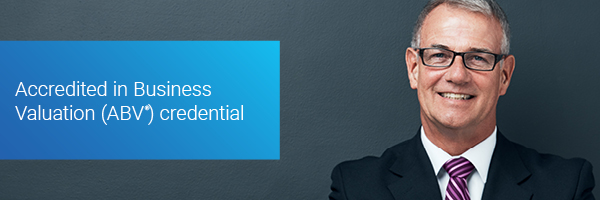 Accredited in Business
Valuation (ABV®) credential